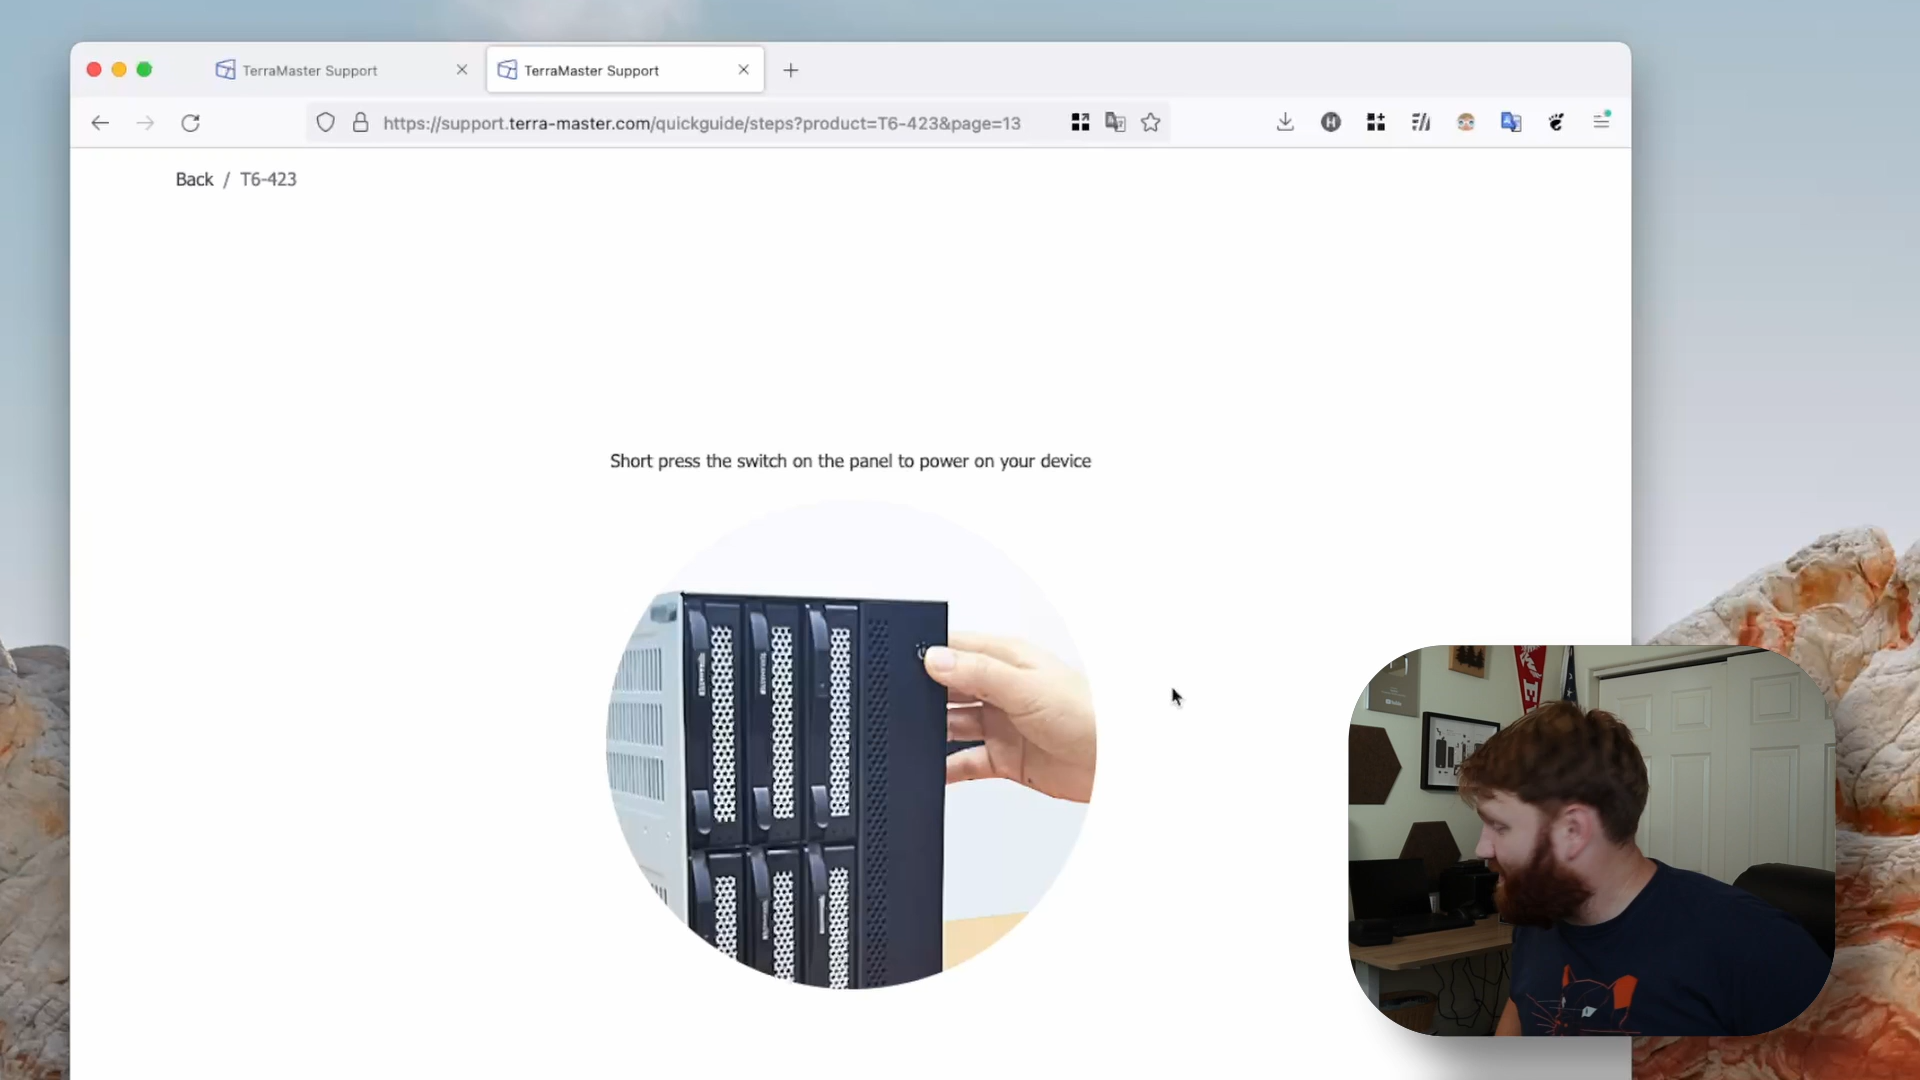 TerraMaster Support
TerraMaster Support
https://support.terra-master.com/quickguide/steps?product=T6-423&page=13
Back / T6-423
Short press the switch on the panel to power on your device